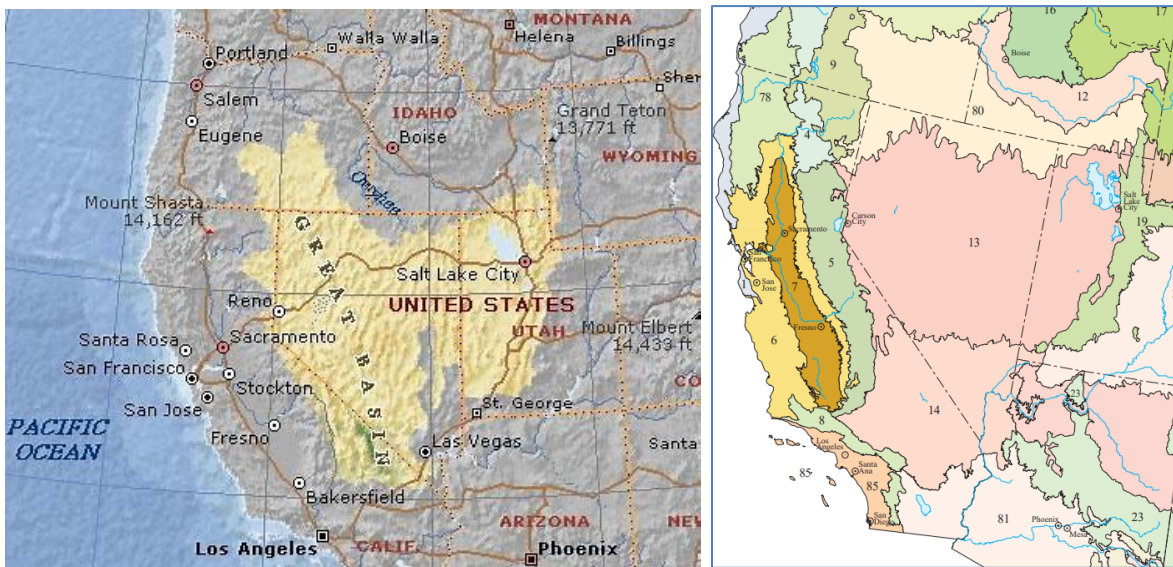 MONTANA
Walla Walla
Helena
Portland
Billings
Salem
Sher
IDAHO
Grand Teton
13,771 ft
Eugene
Boise
WYOMING
Owyhee
Mount Shasta
14,162 ft
GREAT BASIN
Salt Lake City
Reno
UNITED STATES
Sacramento
UTAH
Mount Elbert
14,433 ft
Santa Rosa
San Francisco
Stockton
CO
San Jose
St. George
PACIFIC
OCEAN
Fresno
Las Vegas
Santa
Bakersfield
ARIZONA
NEV
Los Angeles
CALIF.
Phoenix
16
17
Boise
9
78
12
80
4
Salt
Lake
City
Carson
City
19
Sacramento
13
San
Francisco
5
1
San
Jose
7
Fresno
6
14
23
8
Los
Angeles
Santa
Ana
85
85
San
Diego
81
Phoenix
Mesa
23